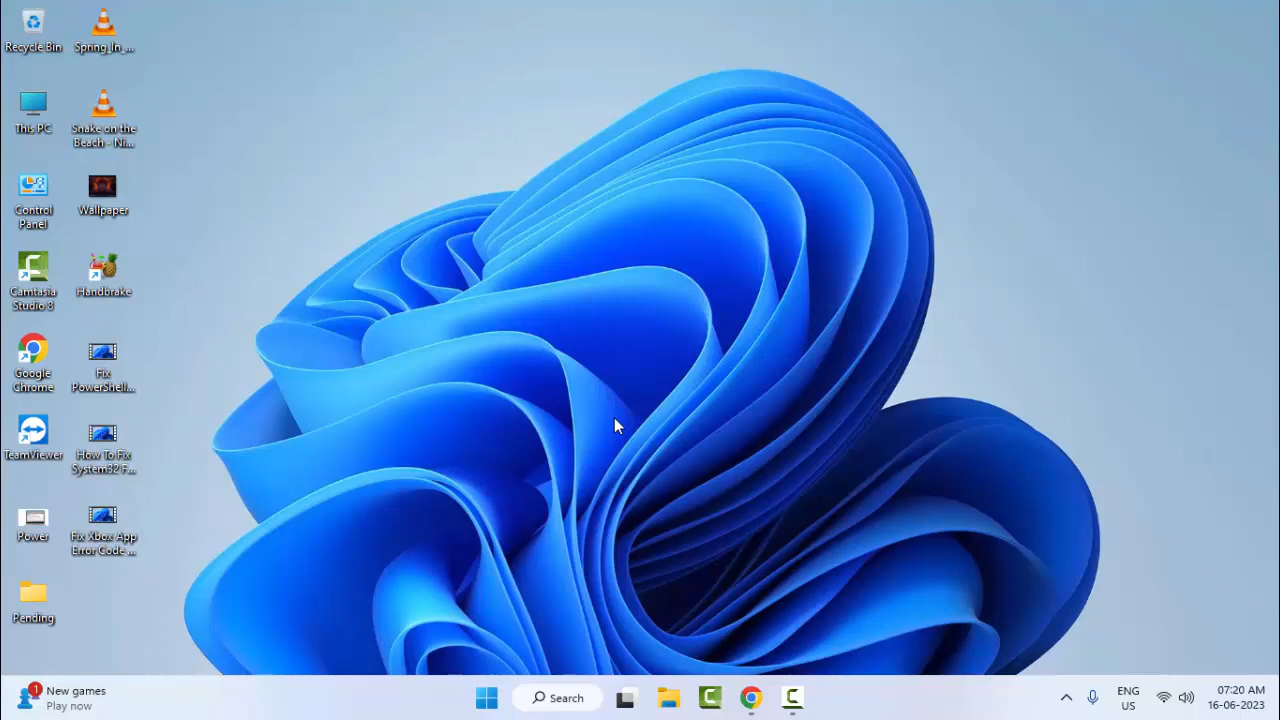 Recycle Bin
Spring_In_...
This PC
Snake on the
Beach - Ni...
Control
Panel
Wallpaper
Camtasia
Studio 8
Handbrake
Google
Chrome
Fix
PowerShell...
TeamViewer
How To Fix
System32 F...
Power
Fix Xbox App
Error Code ...
Pending
1
New games
Play now
Search
ENG
US
07:20 AM
16-06-2023